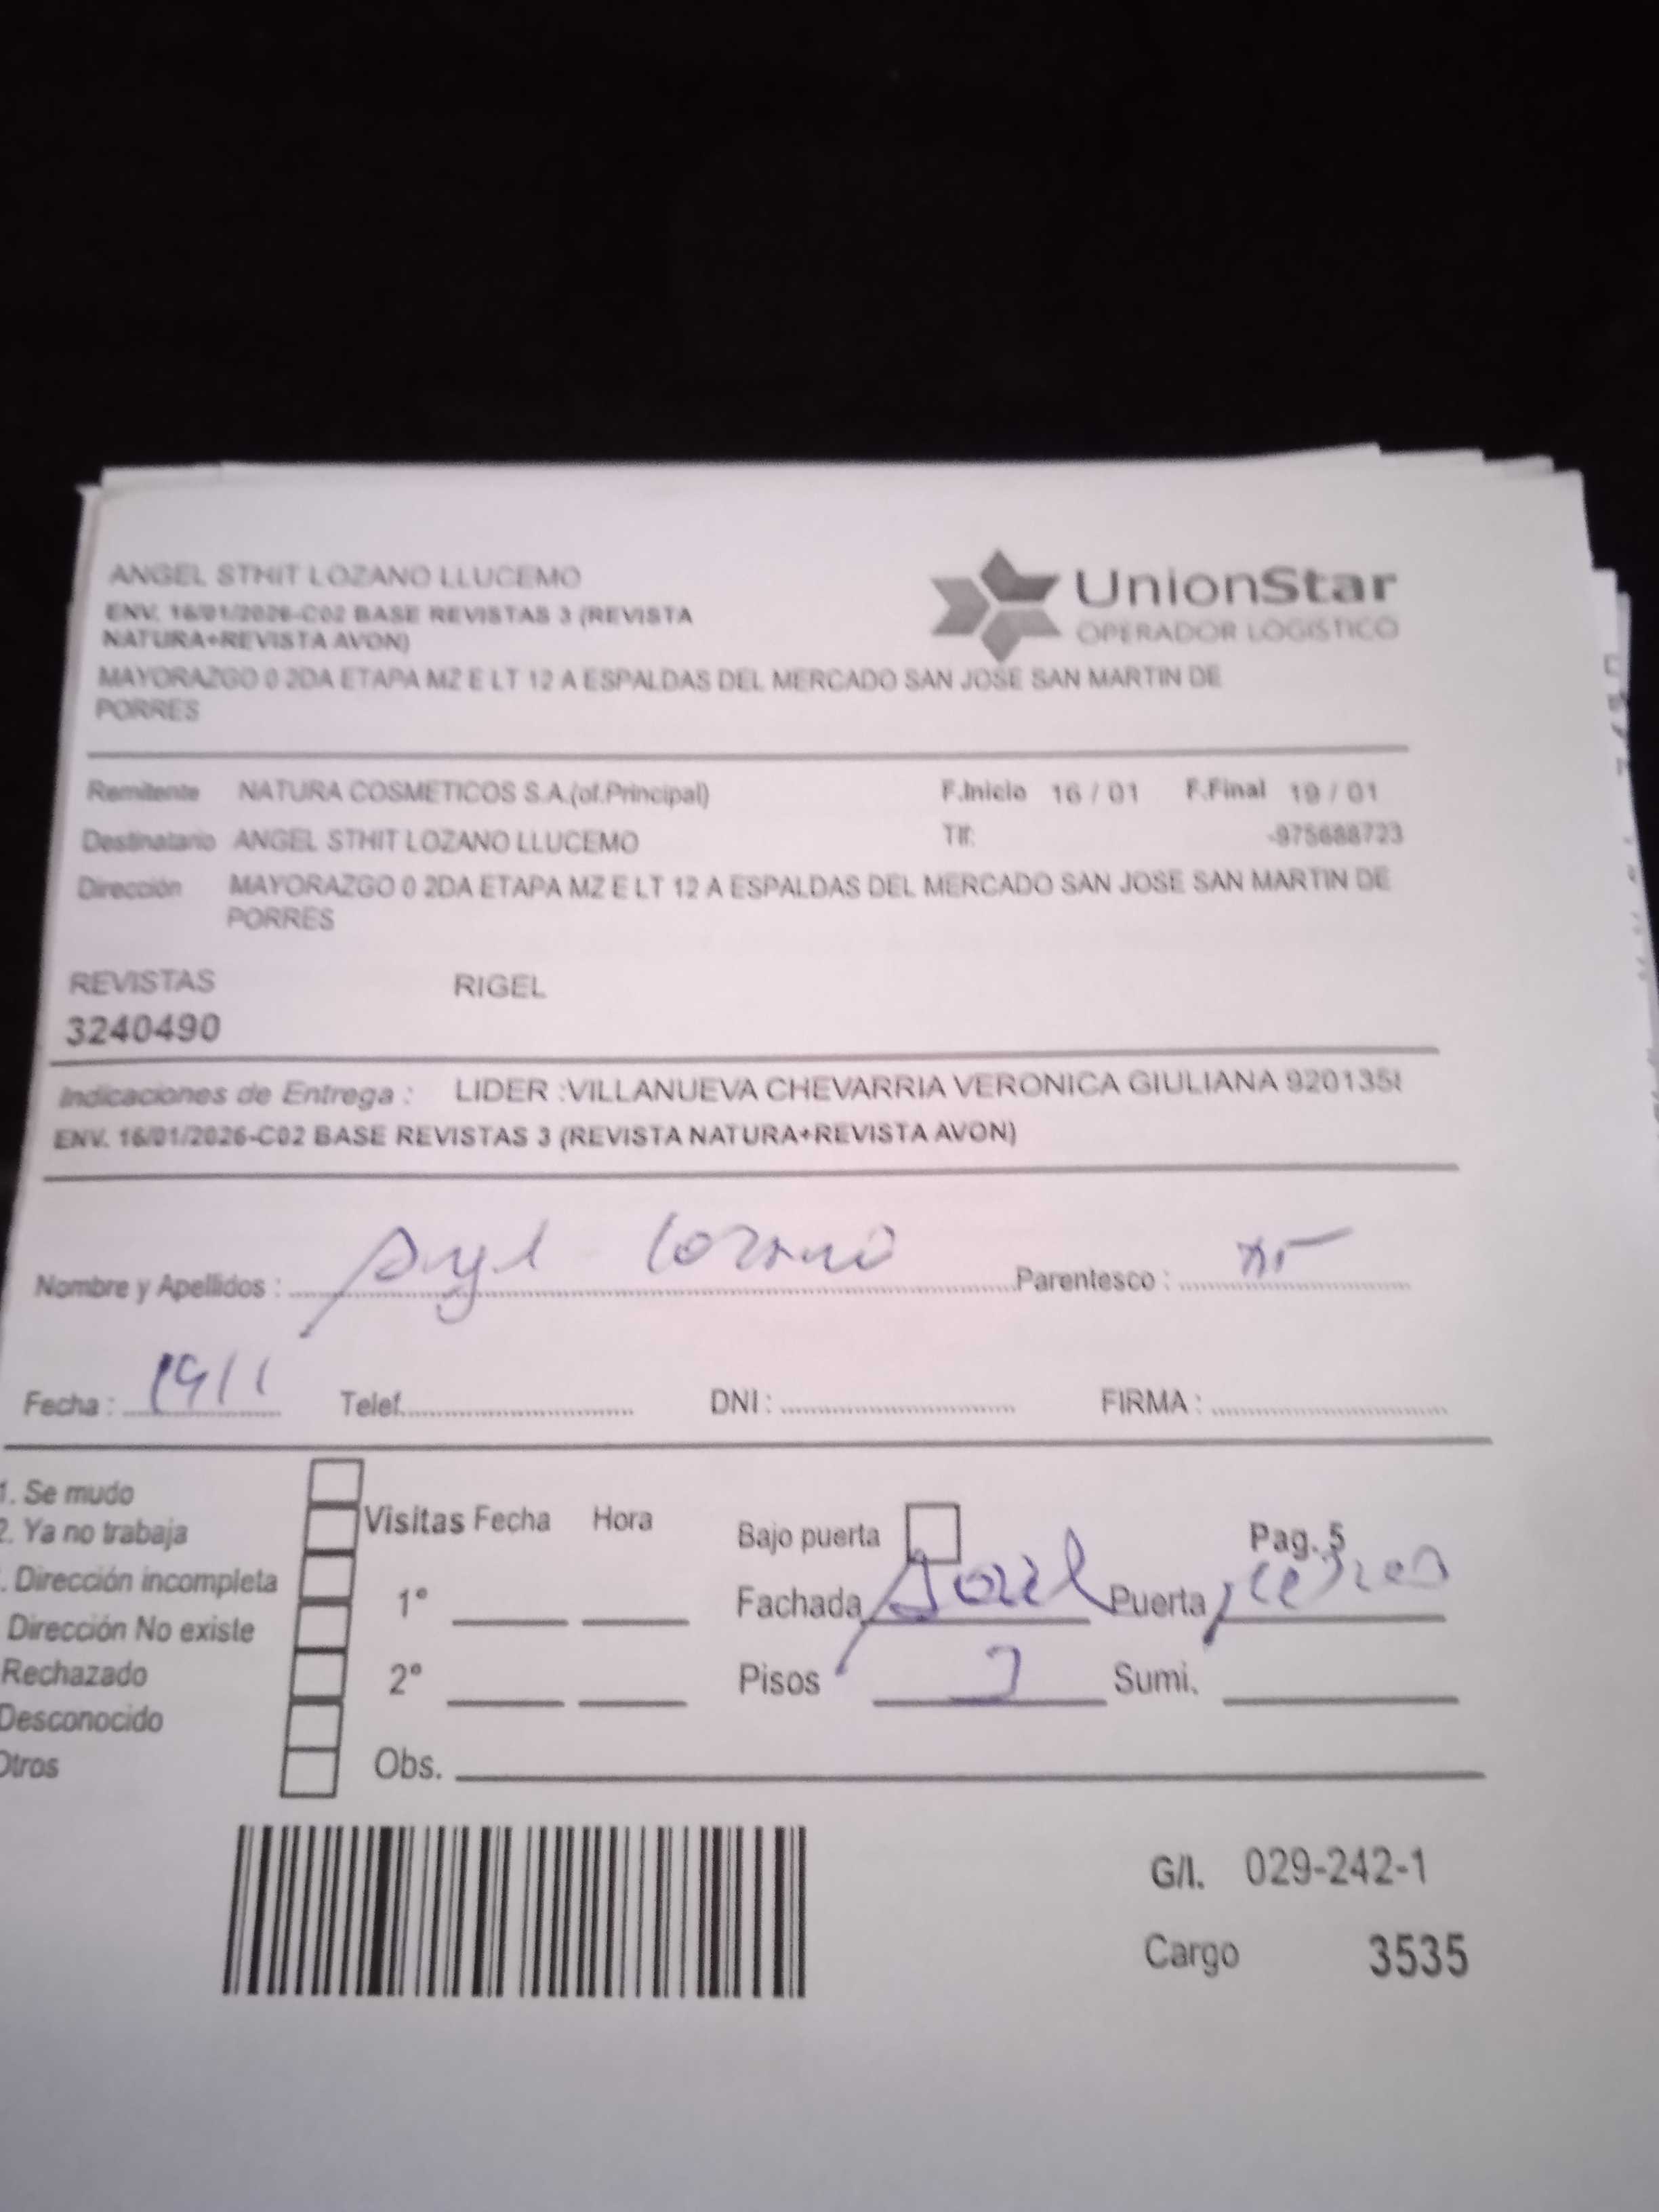 ANGEL STHIT LOZANO LLUCEMO
ENV. 16/01/2026-C02 BASE REVISTAS 3 (REVISTA
NATURA+REVISTA AVON)
MAYORAZGO 0 2DA ETAPA MZ E LT 12 A ESPALDAS DEL MERCADO SAN JOSE SAN MARTIN DE
PORRES
UnionStar
OPERADOR LOGÍSTICO
Remitente NATURA COSMETICOS S.A.(of.Principal) F.Inicio 16 / 01 F.Final 19 / 01
Destinatario ANGEL STHIT LOZANO LLUCEMO Tlf: -975688723
Dirección MAYORAZGO 0 2DA ETAPA MZ E LT 12 A ESPALDAS DEL MERCADO SAN JOSE SAN MARTIN DE
PORRES
REVISTAS RIGEL
3240490
Indicaciones de Entrega : LIDER :VILLANUEVA CHEVARRIA VERONICA GIULIANA 920135
ENV. 16/01/2026-C02 BASE REVISTAS 3 (REVISTA NATURA+REVISTA AVON)
Nombre y Apellidos : Angel Lozano Parentesco :
Fecha : 19/1 Telef. DNI : FIRMA :
1. Se mudo
2. Ya no trabaja
. Dirección incompleta
Dirección No existe
Rechazado
Desconocido
Otros
Visitas Fecha Hora
1°
2°
Obs.
Bajo puerta Pag. 5
Fachada Puerta
Pisos Sumi.
G/I. 029-242-1
Cargo 3535